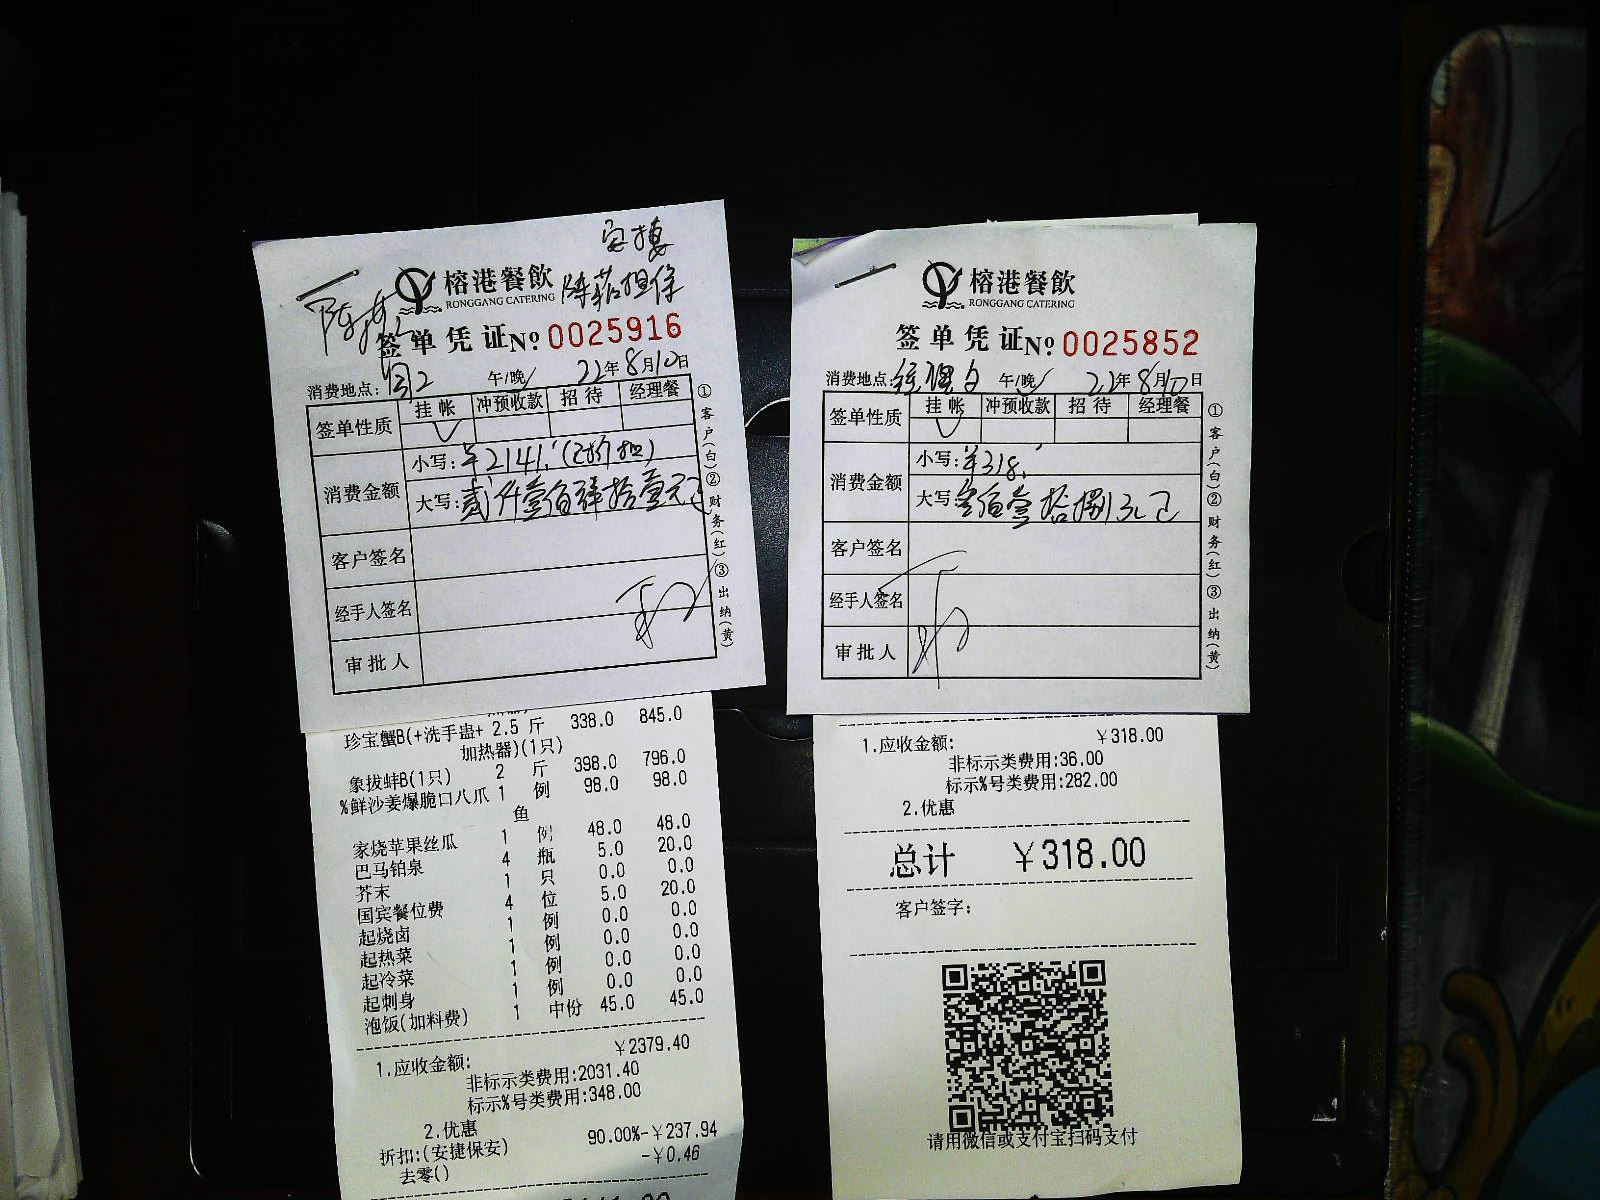 安捷
陈菲担保
榕港餐飲
RONGGANG CATERING
签单凭证 № 0025916
消费地点: 午/晚 22年8月10日
签单性质 挂帐 冲预收款 招待 经理餐
消费金额
小写: ¥2141.
大写: 贰仟壹佰肆拾壹元正
客户签名
经手人签名
审批人
①客户(白)②财务(红)③出纳(黄)
珍宝蟹B(+洗手盅+ 2.5 斤 338.0 845.0
加热器)(1只)
象拔蚌B(1只) 2 斤 398.0 796.0
%鲜沙姜爆脆口八爪 1 例 98.0 98.0
鱼
家烧苹果丝瓜 1 例 48.0 48.0
巴马铂泉 4 瓶 5.0 20.0
芥末 1 只 0.0 0.0
国宾餐位费 4 位 5.0 20.0
起烧卤 1 例 0.0 0.0
起热菜 1 例 0.0 0.0
起冷菜 1 例 0.0 0.0
起刺身 1 例 0.0 0.0
泡饭(加料费) 1 中份 45.0 45.0
1.应收金额: ¥2379.40
非标示类费用:2031.40
标示%号类费用:348.00
2.优惠
折扣:(安捷保安) 90.00%-¥237.94
去零() -¥0.46
榕港餐飲
RONGGANG CATERING
签单凭证 № 0025852
消费地点: 午/晚 22年8月10日
签单性质 挂帐 冲预收款 招待 经理餐
消费金额
小写: ¥318.
大写: 叁佰壹拾捌元正
客户签名
经手人签名
审批人
①客户(白)②财务(红)③出纳(黄)
1.应收金额: ¥318.00
非标示类费用:36.00
标示%号类费用:282.00
2.优惠
总计 ¥318.00
客户签字:
请用微信或支付宝扫码支付